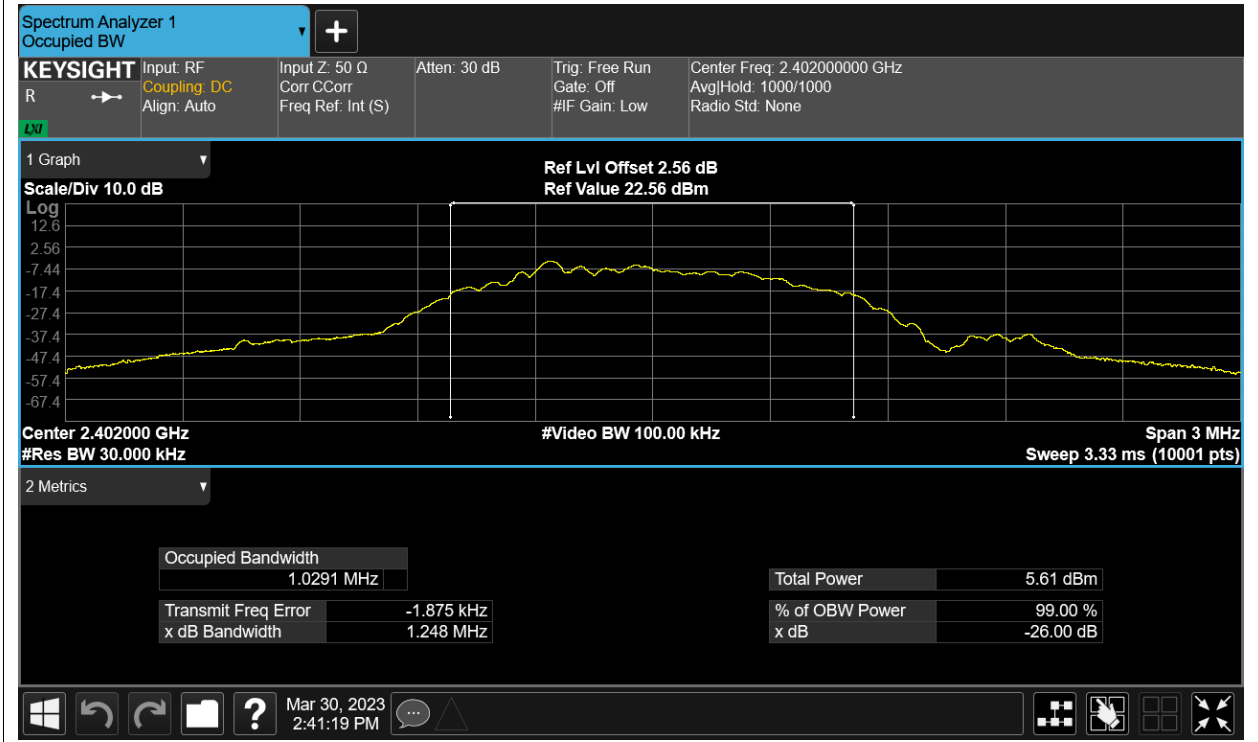 Spectrum Analyzer 1
Occupied BW
KEYSIGHT
R
LXI
Input: RF
Coupling: DC
Align: Auto
Input Z: 50 Ω
Corr CCorr
Freq Ref: Int (S)
Atten: 30 dB
Trig: Free Run
Gate: Off
#IF Gain: Low
Center Freq: 2.402000000 GHz
Avg|Hold: 1000/1000
Radio Std: None
1 Graph
Scale/Div 10.0 dB
Ref Lvl Offset 2.56 dB
Ref Value 22.56 dBm
Log
12.6
2.56
-7.44
-17.4
-27.4
-37.4
-47.4
-57.4
-67.4
Center 2.402000 GHz
#Video BW 100.00 kHz
Span 3 MHz
#Res BW 30.000 kHz
Sweep 3.33 ms (10001 pts)
2 Metrics
Occupied Bandwidth
1.0291 MHz
Total Power 5.61 dBm
Transmit Freq Error -1.875 kHz
% of OBW Power 99.00 %
x dB Bandwidth 1.248 MHz
x dB -26.00 dB
?
Mar 30, 2023
2:41:19 PM